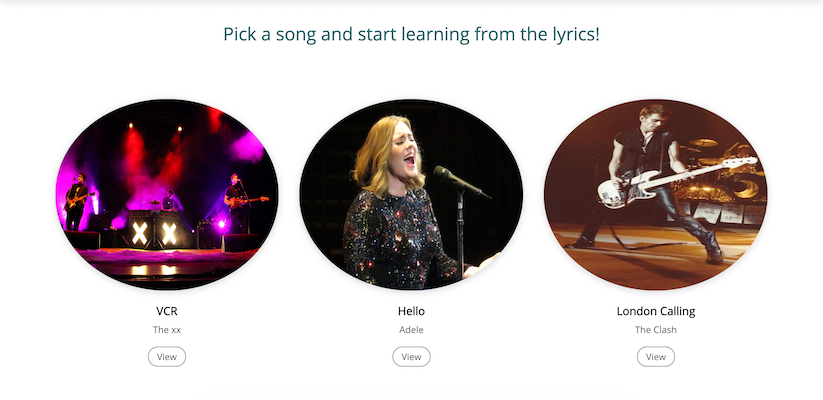 Pick a song and start learning from the lyrics!
XX
VCR
Hello
London Calling
The xx
Adele
The Clash
View
View
View